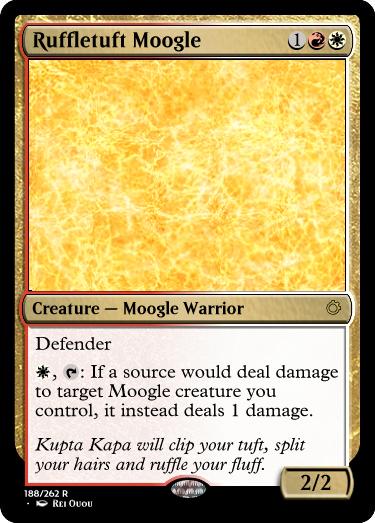 Ruffletuft Moogle 1
Creature — Moogle Warrior
Defender
, : If a source would deal damage
to target Moogle creature you
control, it instead deals 1 damage.
Kupta Kapa will clip your tuft, split
your hairs and ruffle your fluff.
2/2
188/262 R
· Rei Ouou